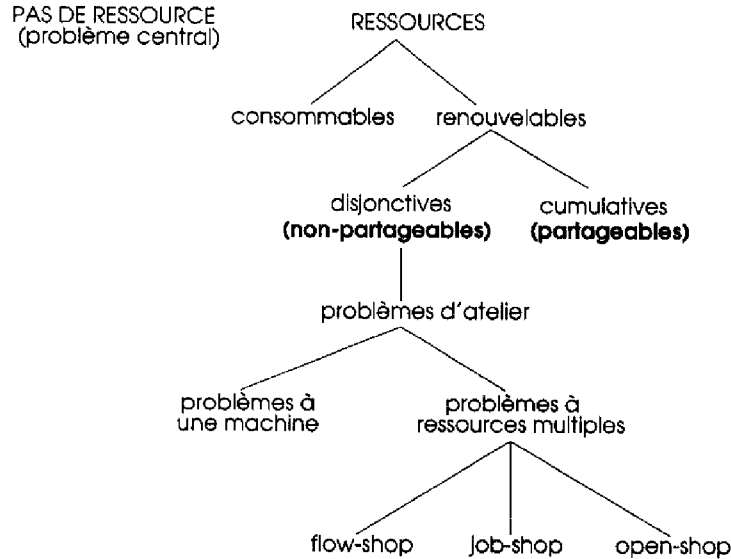 PAS DE RESSOURCE
(problème central)
RESSOURCES
consommables
renouvelables
disjonctives
(non-partageables)
cumulatives
(partageables)
problèmes d'atelier
problèmes à
une machine
problèmes à
ressources multiples
flow-shop
job-shop
open-shop